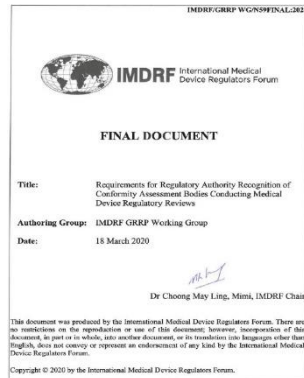 IMDRF/GRRP WG/N59FINAL:202
IMDRF International Medical
Device Regulators Forum
FINAL DOCUMENT
Title: Requirements for Regulatory Authority Recognition of
Conformity Assessment Bodies Conducting Medical
Device Regulatory Reviews
Authoring Group: IMDRF GRRP Working Group
Date: 18 March 2020
Dr Choong May Ling, Mimi, IMDRF Chair
This document was produced by the International Medical Device Regulators Forum. There are
no restrictions on the reproduction or use of this document; however, incorporation of this
document, in part or in whole, into another document, or its translation into languages other than
English, does not convey or represent an endorsement of any kind by the International Medical
Device Regulators Forum.
Copyright © 2020 by the International Medical Device Regulators Forum.